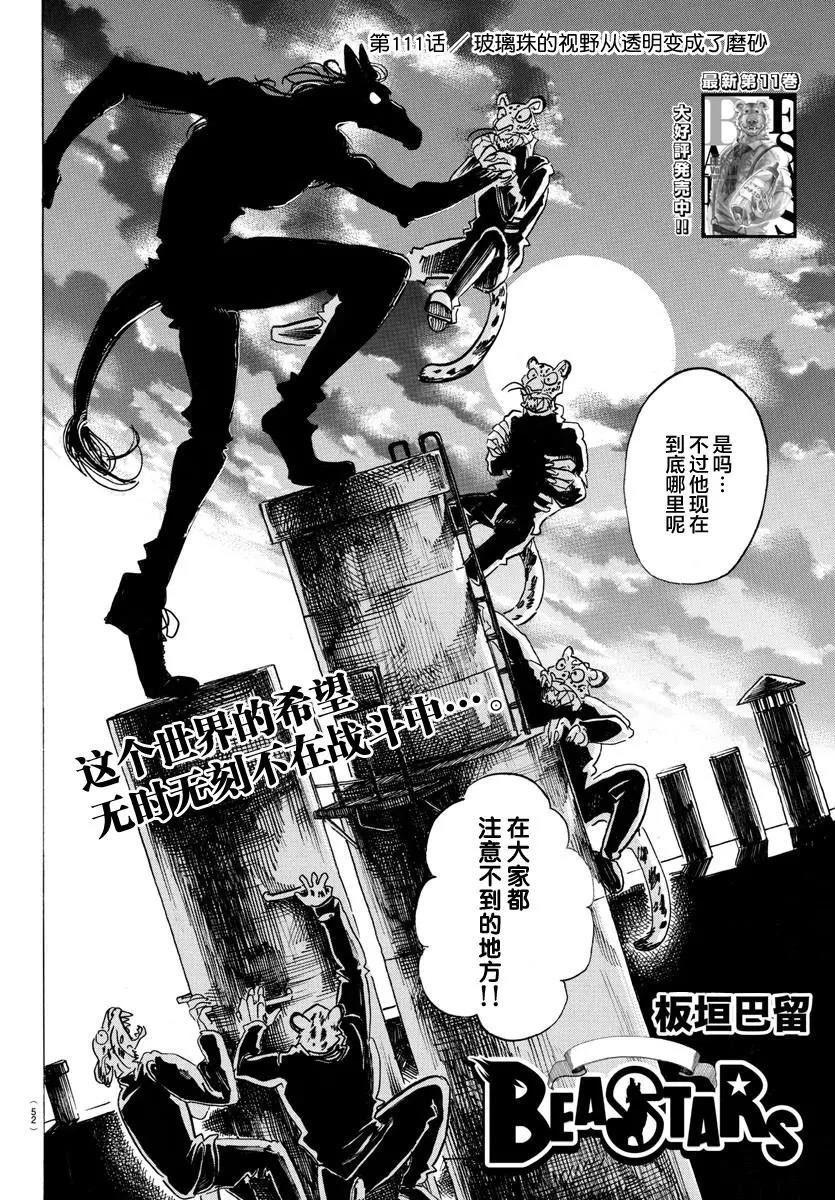 第111话／玻璃珠的视野从透明变成了磨砂
最新第11巻
大好評発売中!!
是吗…
不过他现在
到底哪里呢
这个世界的希望
无时无刻不在战斗中…。
在大家都
注意不到的地方!!
板垣巴留
BEASTARS
(52)